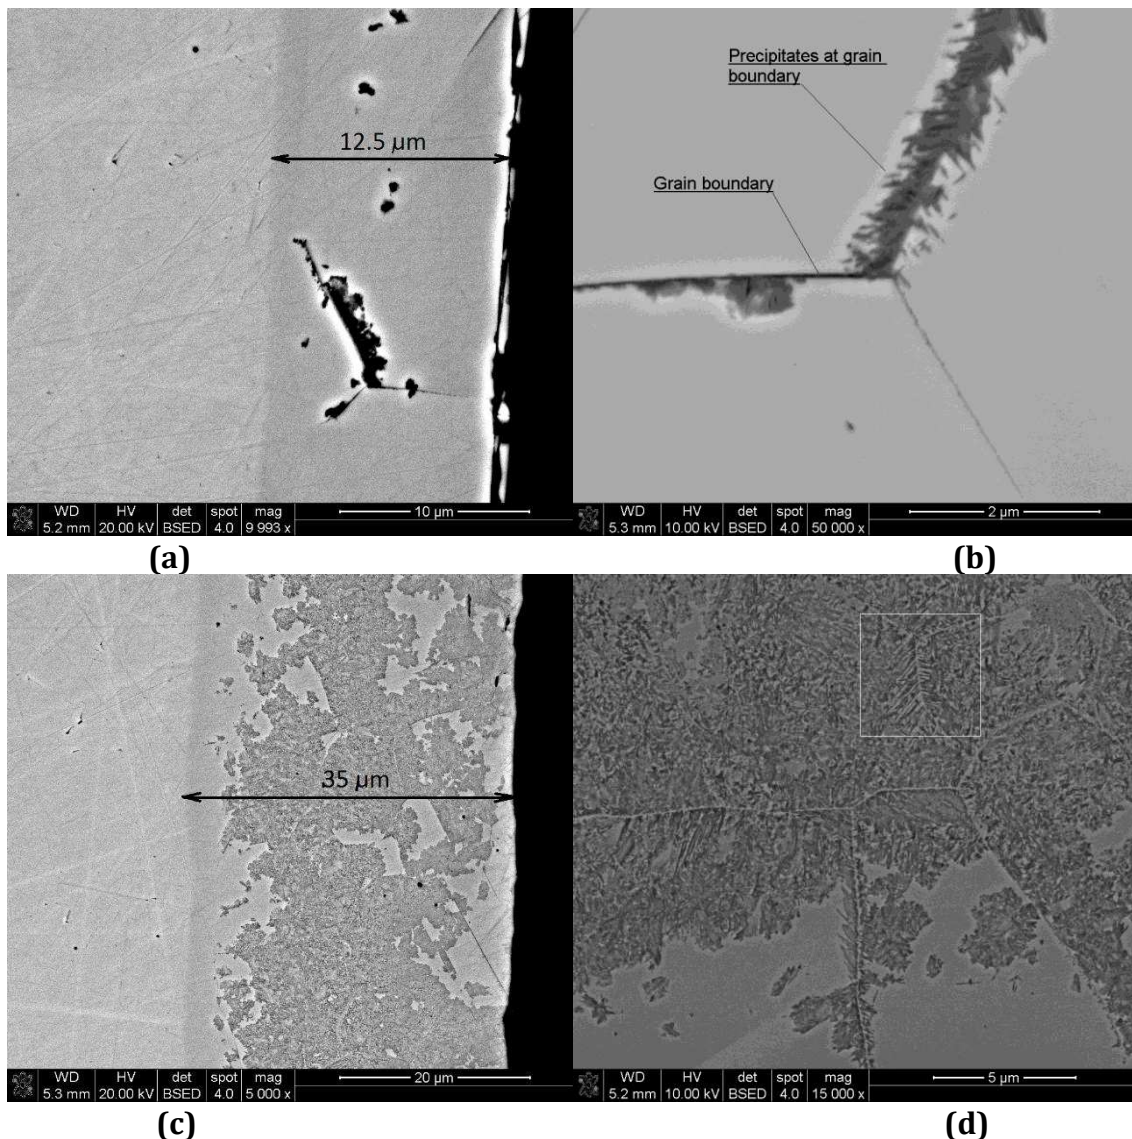 12.5 µm
Precipitates at grain
boundary
Grain boundary
WD HV det spot mag
5.2 mm 20.00 kV BSED 4.0 9 993 x
10 µm
WD HV det spot mag
5.3 mm 10.00 kV BSED 4.0 50 000 x
2 µm
(a)
(b)
35 µm
WD HV det spot mag
5.3 mm 20.00 kV BSED 4.0 5 000 x
20 µm
WD HV det spot mag
5.2 mm 10.00 kV BSED 4.0 15 000 x
5 µm
(c)
(d)